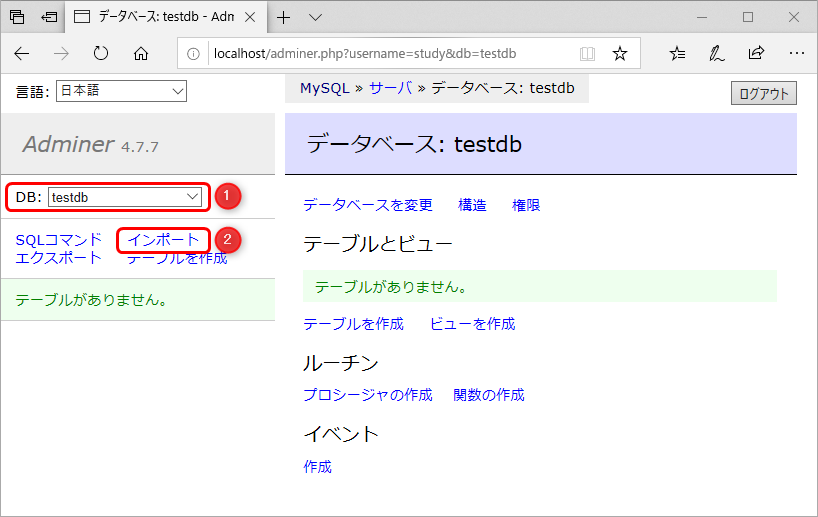 データベース: testdb - Adm
localhost/adminer.php?username=study&db=testdb
言語: 日本語
MySQL » サーバ » データベース: testdb
ログアウト
Adminer 4.7.7
データベース: testdb
DB: testdb
1
SQLコマンド インポート
2
エクスポート テーブルを作成
テーブルがありません。
データベースを変更 構造 権限
テーブルとビュー
テーブルがありません。
テーブルを作成 ビューを作成
ルーチン
プロシージャの作成 関数の作成
イベント
作成